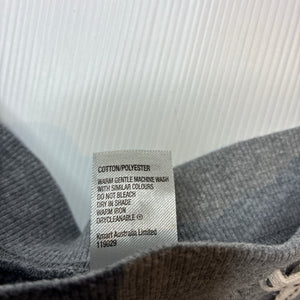 COTTON/POLYESTER
WARM GENTLE MACHINE WASH
WITH SIMILAR COLOURS
DO NOT BLEACH
DRY IN SHADE
WARM IRON
DRYCLEANABLE Ⓟ
Kmart Australia Limited
119029